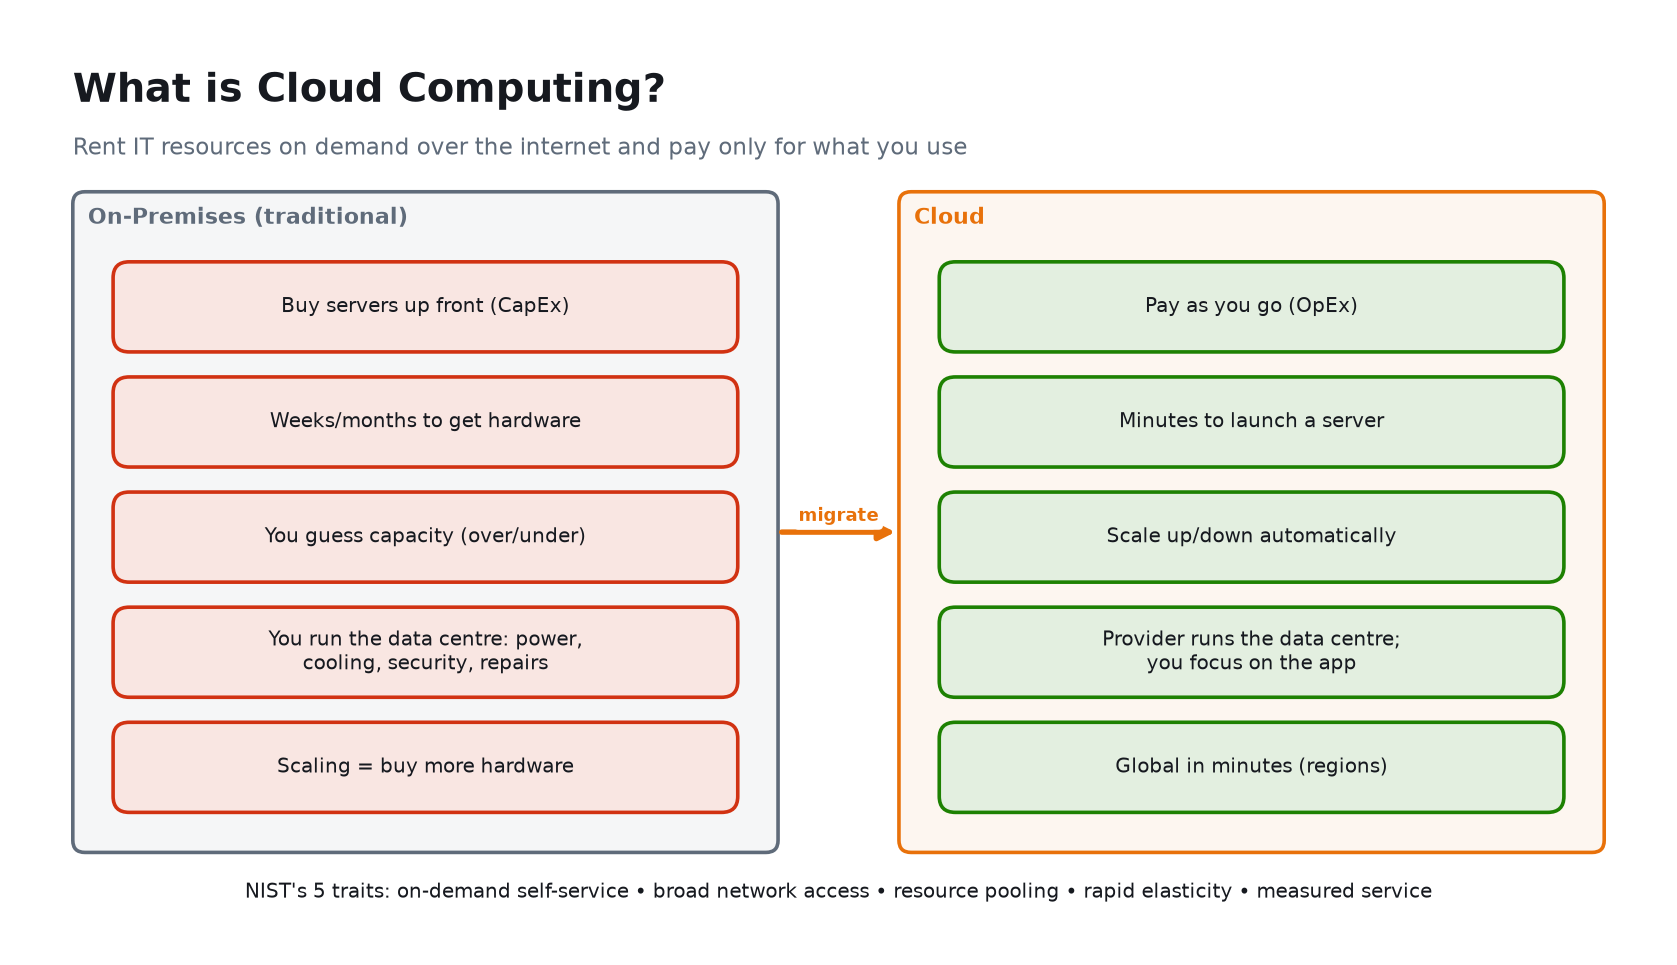 What is Cloud Computing?
Rent IT resources on demand over the internet and pay only for what you use
On-Premises (traditional)
Buy servers up front (CapEx)
Weeks/months to get hardware
You guess capacity (over/under)
You run the data centre: power,
cooling, security, repairs
Scaling = buy more hardware
migrate
Cloud
Pay as you go (OpEx)
Minutes to launch a server
Scale up/down automatically
Provider runs the data centre;
you focus on the app
Global in minutes (regions)
NIST's 5 traits: on-demand self-service • broad network access • resource pooling • rapid elasticity • measured service